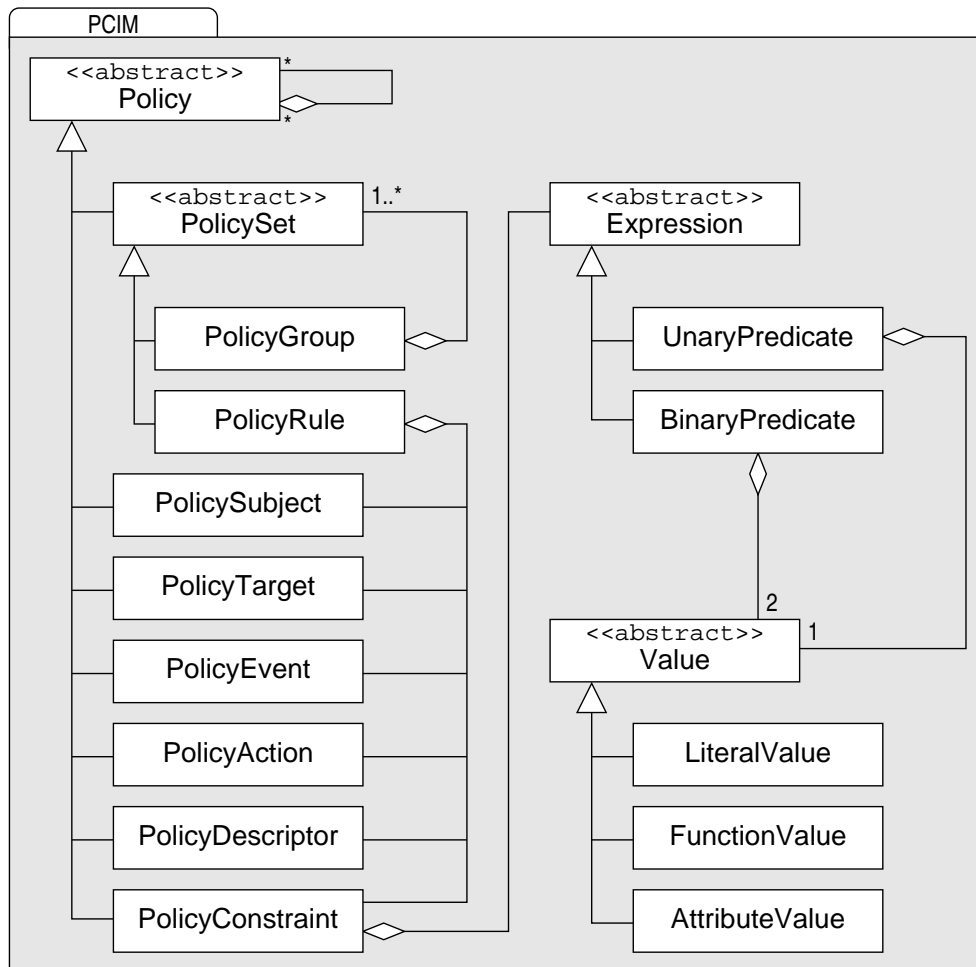 PCIM
<<abstract>>
Policy
*
*
<<abstract>>
PolicySet
1..*
PolicyGroup
PolicyRule
PolicySubject
PolicyTarget
PolicyEvent
PolicyAction
PolicyDescriptor
PolicyConstraint
<<abstract>>
Expression
UnaryPredicate
BinaryPredicate
2
1
<<abstract>>
Value
LiteralValue
FunctionValue
AttributeValue